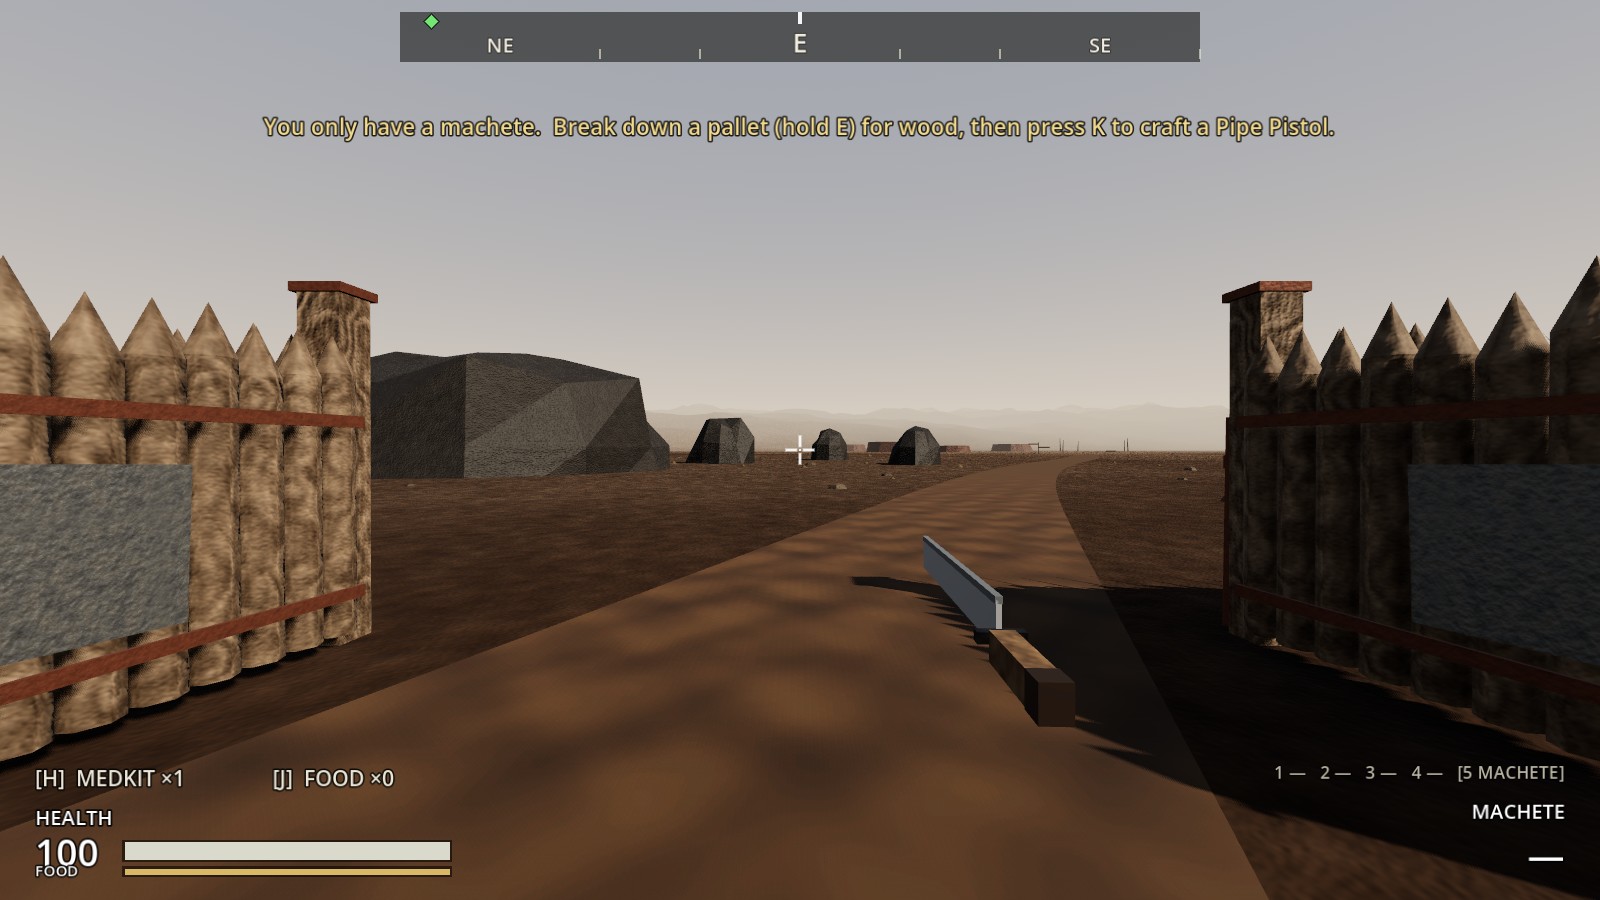 NE E SE
You only have a machete. Break down a pallet (hold E) for wood, then press K to craft a Pipe Pistol.
[H] MEDKIT ×1 [J] FOOD ×0
HEALTH
100
FOOD
1 — 2 — 3 — 4 — [5 MACHETE]
MACHETE
—